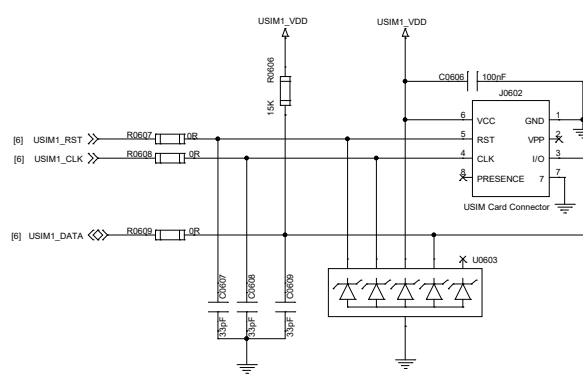 USIM1_VDD USIM1_VDD
R0606
15K
C0606 100nF
J0602
6 VCC GND 1
[6] USIM1_RST R0607 0R 5 RST VPP 2
[6] USIM1_CLK R0608 0R 4 CLK I/O 3
8 PRESENCE 7 7
USIM Card Connector
[6] USIM1_DATA R0609 0R
U0603
C0607 C0608 C0609
33pF 33pF 33pF